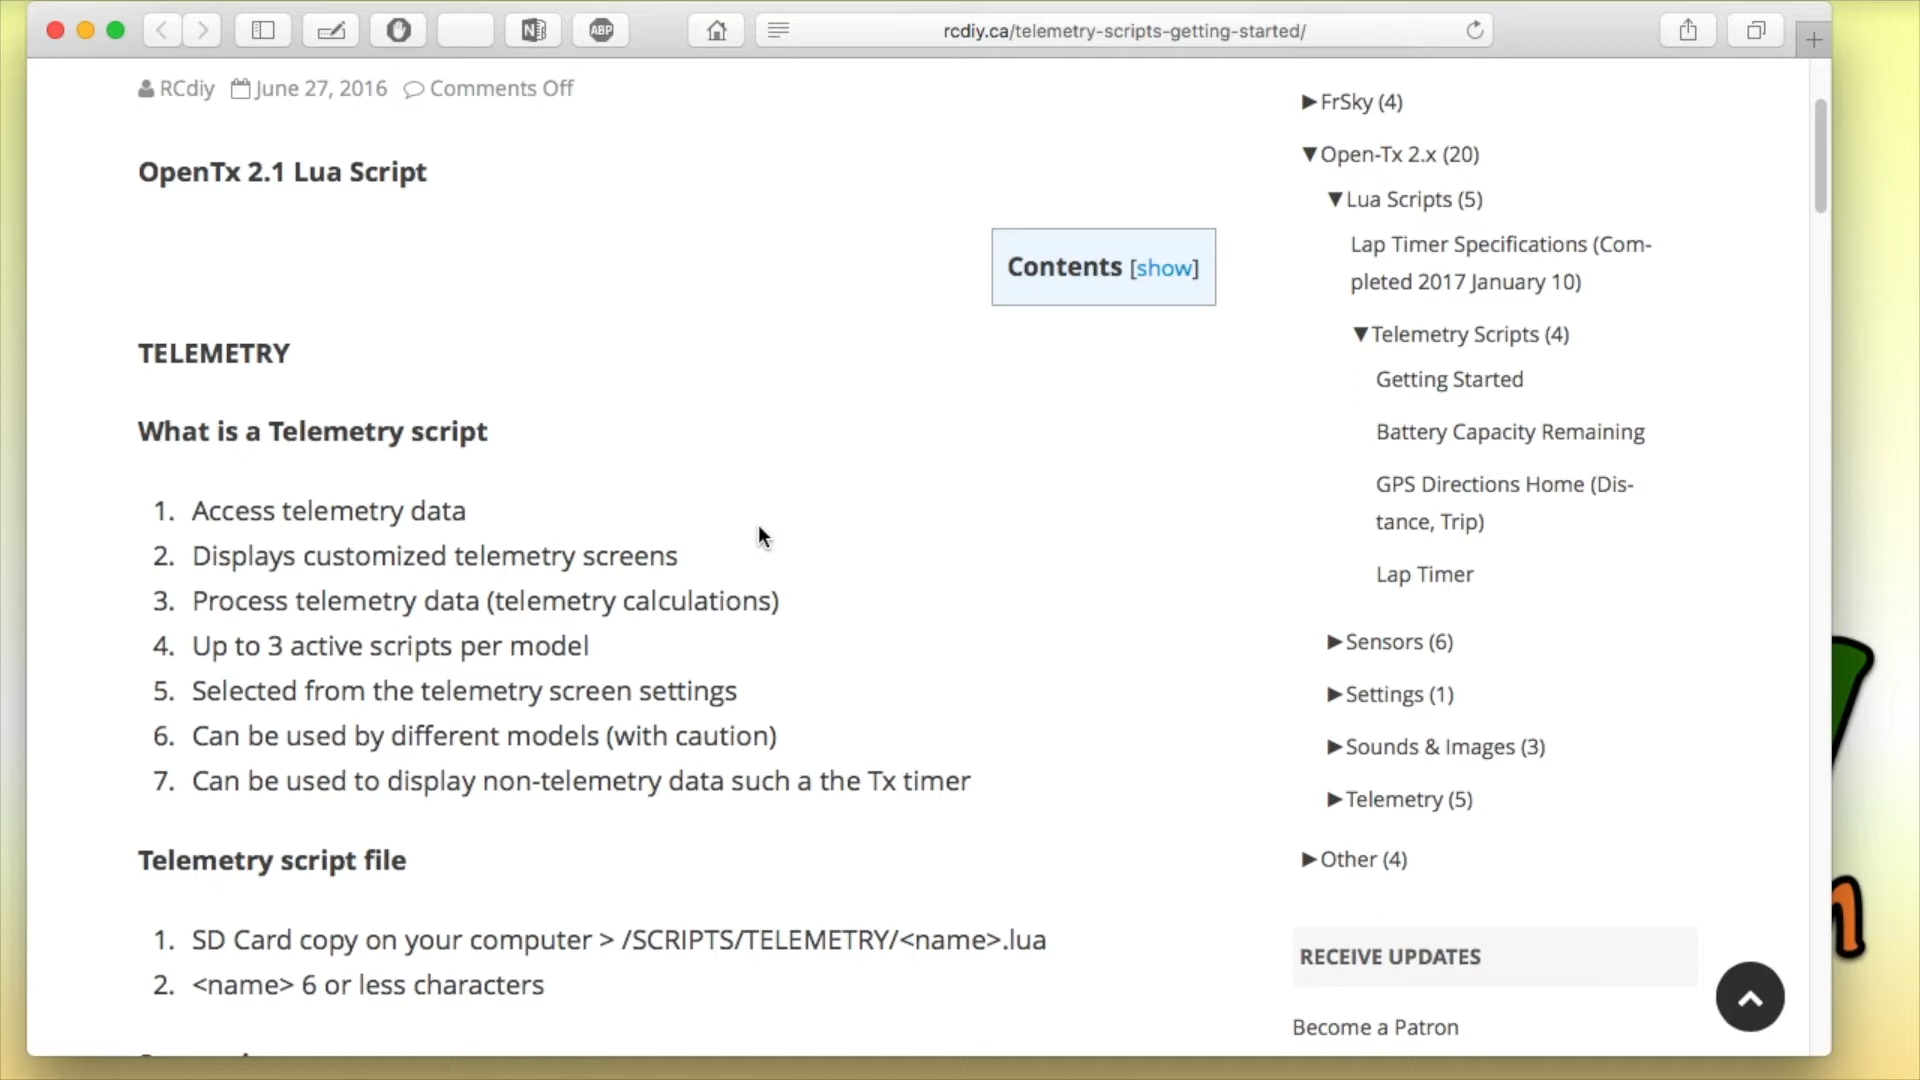 N
ABP
rcdiy.ca/telemetry-scripts-getting-started/
RCdiy June 27, 2016 Comments Off
OpenTx 2.1 Lua Script
Contents [show]
TELEMETRY
What is a Telemetry script
1. Access telemetry data
2. Displays customized telemetry screens
3. Process telemetry data (telemetry calculations)
4. Up to 3 active scripts per model
5. Selected from the telemetry screen settings
6. Can be used by different models (with caution)
7. Can be used to display non-telemetry data such a the Tx timer
Telemetry script file
1. SD Card copy on your computer > /SCRIPTS/TELEMETRY/<name>.lua
2. <name> 6 or less characters
▶FrSky (4)
▼Open-Tx 2.x (20)
▼Lua Scripts (5)
Lap Timer Specifications (Com-
pleted 2017 January 10)
▼Telemetry Scripts (4)
Getting Started
Battery Capacity Remaining
GPS Directions Home (Dis-
tance, Trip)
Lap Timer
▶Sensors (6)
▶Settings (1)
▶Sounds & Images (3)
▶Telemetry (5)
▶Other (4)
RECEIVE UPDATES
Become a Patron